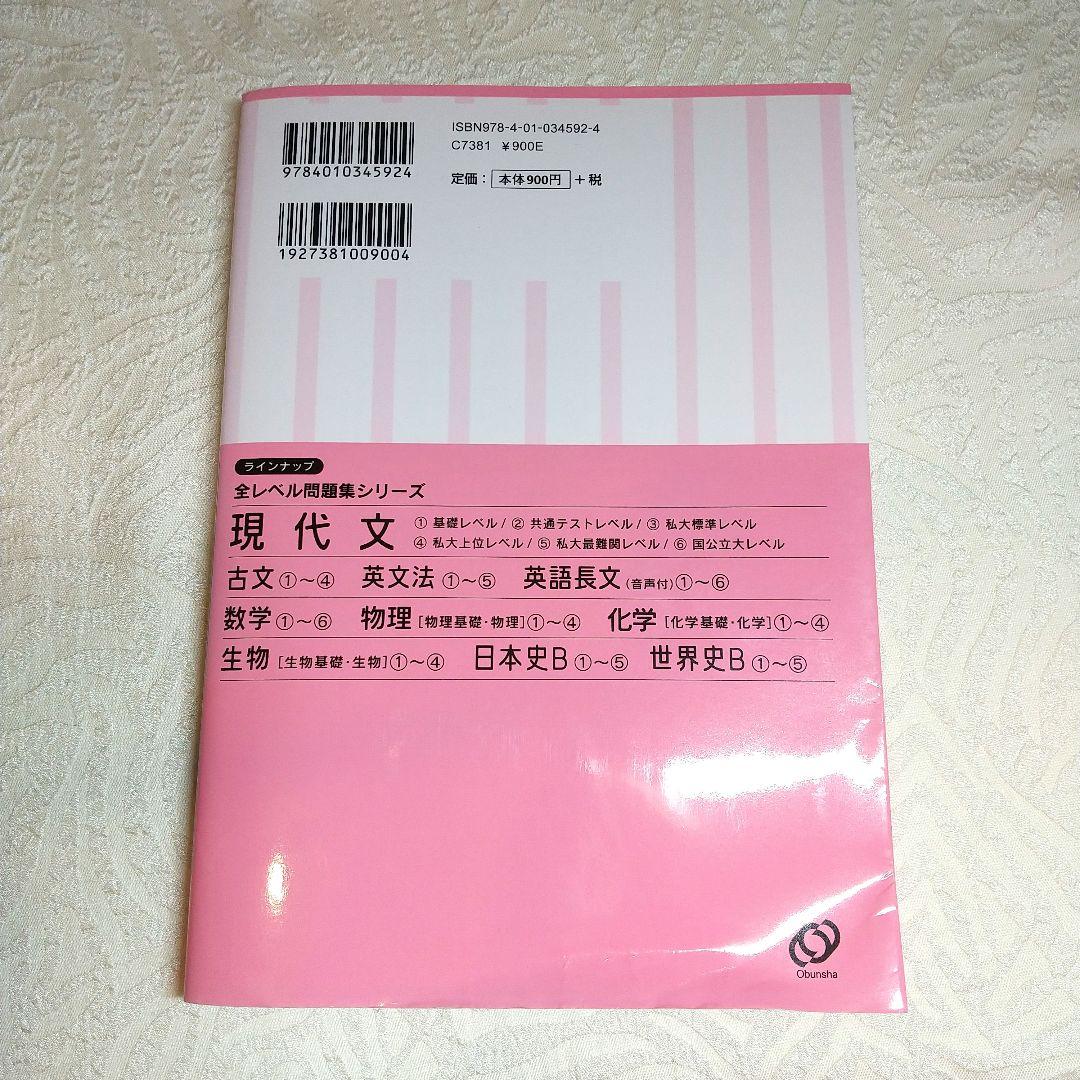 ISBN978-4-01-034592-4
C7381 ¥900E
9784010345924
定価：本体900円＋税
1927381009004
ラインナップ
全レベル問題集シリーズ
現代文 ① 基礎レベル / ② 共通テストレベル / ③ 私大標準レベル
④ 私大上位レベル / ⑤ 私大最難関レベル / ⑥ 国公立大レベル
古文 ①〜④ 英文法 ①〜⑤ 英語長文（音声付）①〜⑥
数学 ①〜⑥ 物理 [物理基礎・物理]①〜④ 化学 [化学基礎・化学]①〜④
生物 [生物基礎・生物]①〜④ 日本史B ①〜⑤ 世界史B ①〜⑤
Obunsha